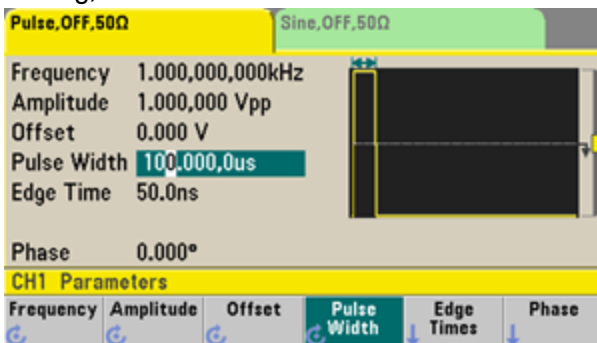 Pulse,OFF,50Ω
Sine,OFF,50Ω
Frequency 1.000,000,000kHz
Amplitude 1.000,000 Vpp
Offset 0.000 V
Pulse Width 100.000,0us
Edge Time 50.0ns
Phase 0.000°
CH1 Parameters
Frequency Amplitude Offset Pulse Width Edge Times Phase